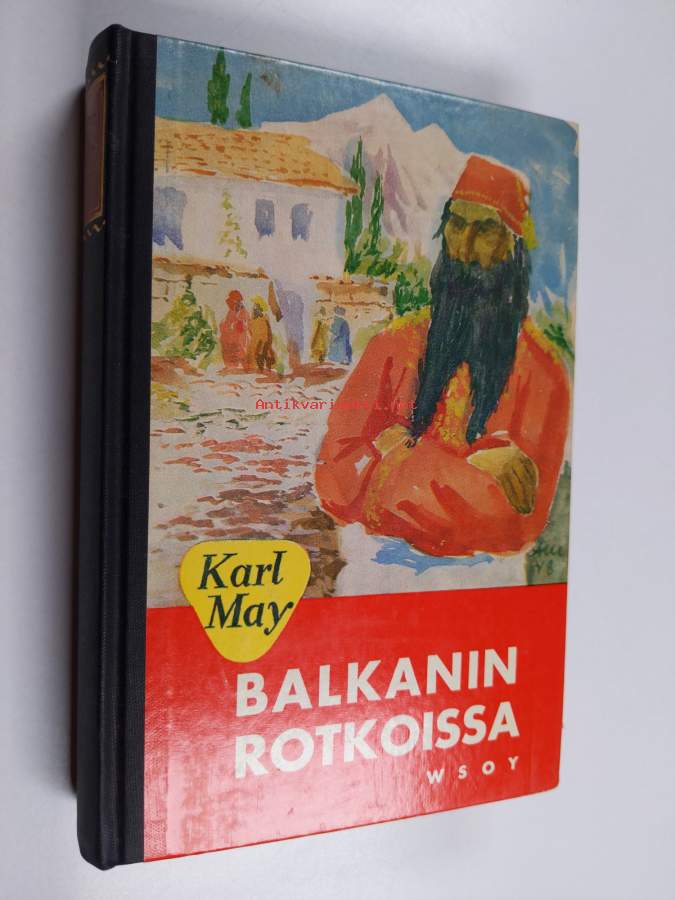 Antikvariaatti.net
Karl
May
BALKANIN
ROTKOISSA
WSOY